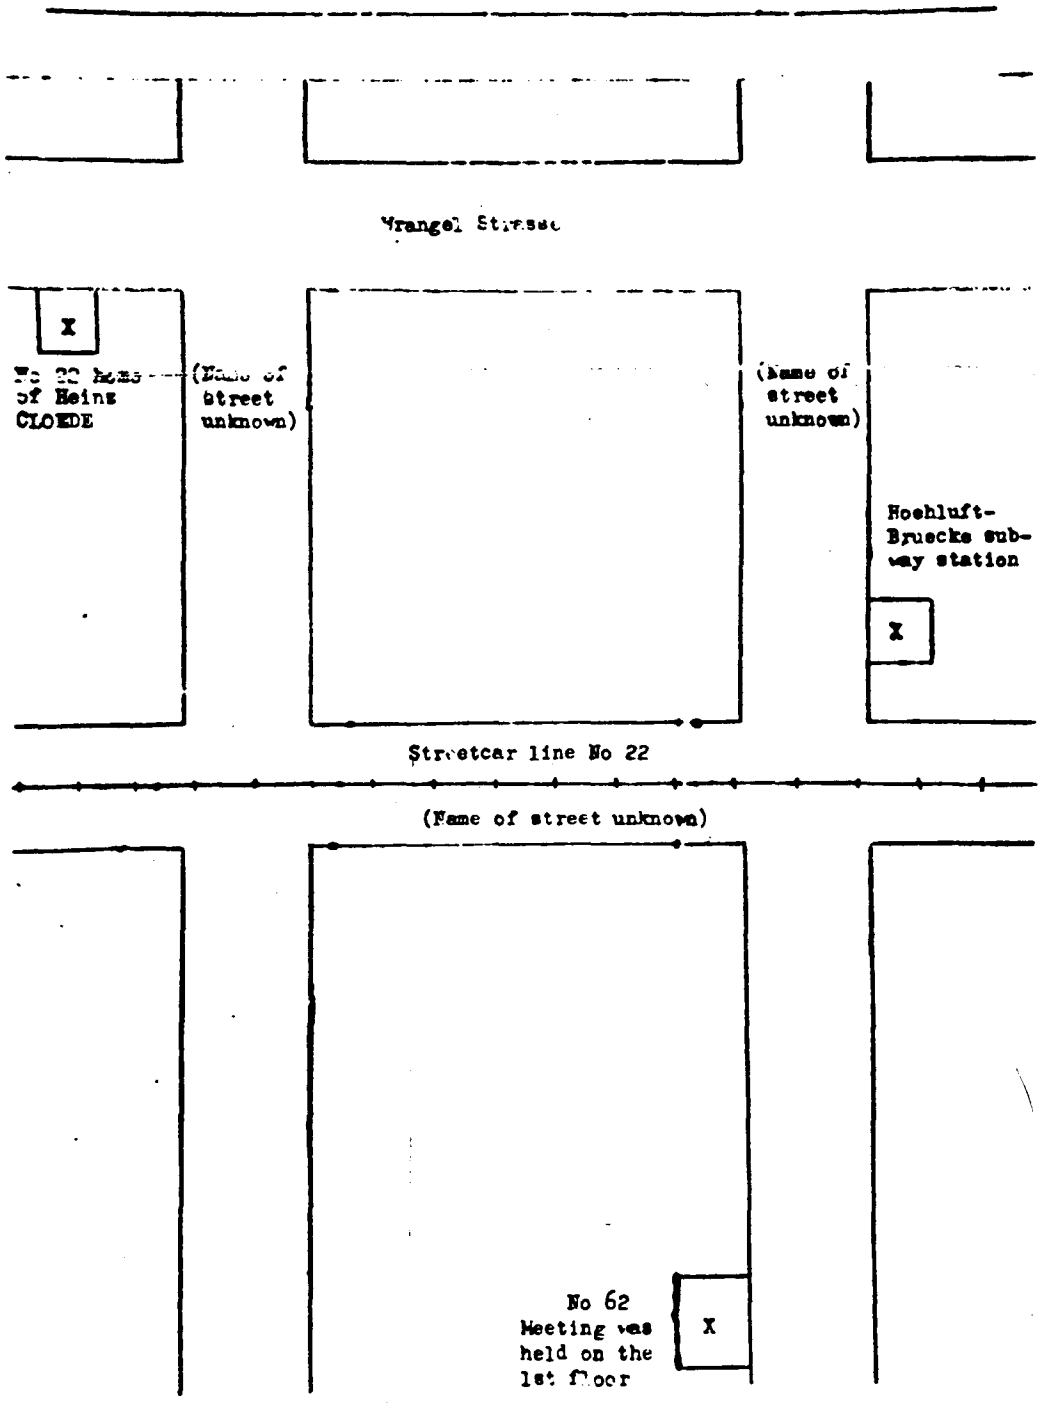 Wrangel Strasse
X
No 22 home
of Heinz
CLOEDE
(Name of
street
unknown)
(Name of
street
unknown)
Hoehluft-
Bruecke sub-
way station
X
Streetcar line No 22
(Name of street unknown)
No 62
Meeting was
held on the
1st floor
X